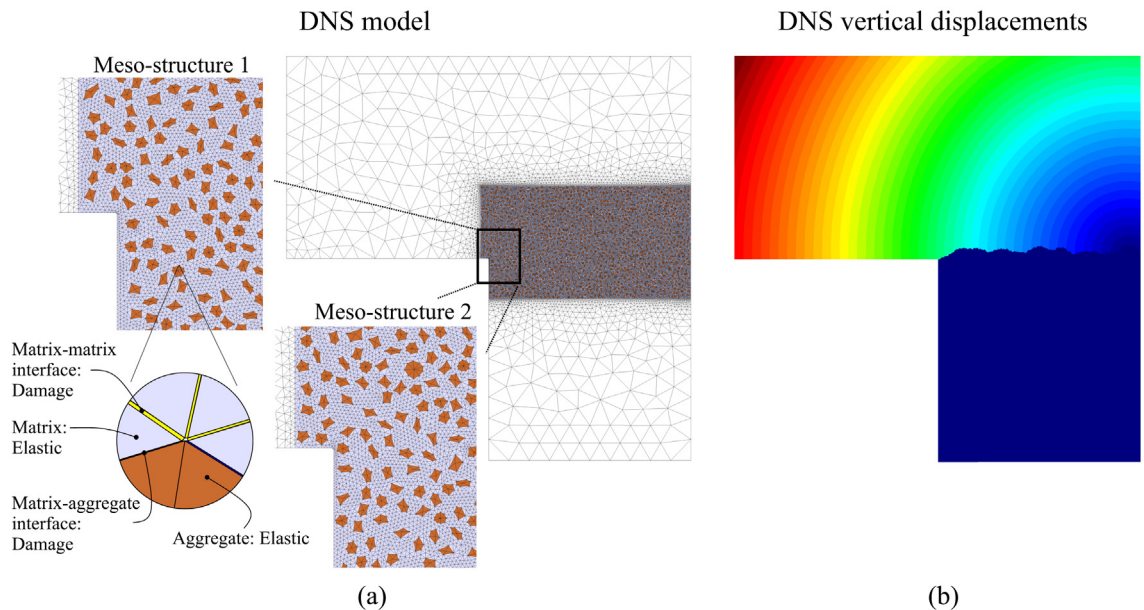 DNS model
DNS vertical displacements
Meso-structure 1
Meso-structure 2
Matrix-matrix
interface:
Damage
Matrix:
Elastic
Matrix-aggregate
interface:
Damage
Aggregate: Elastic
(a)
(b)